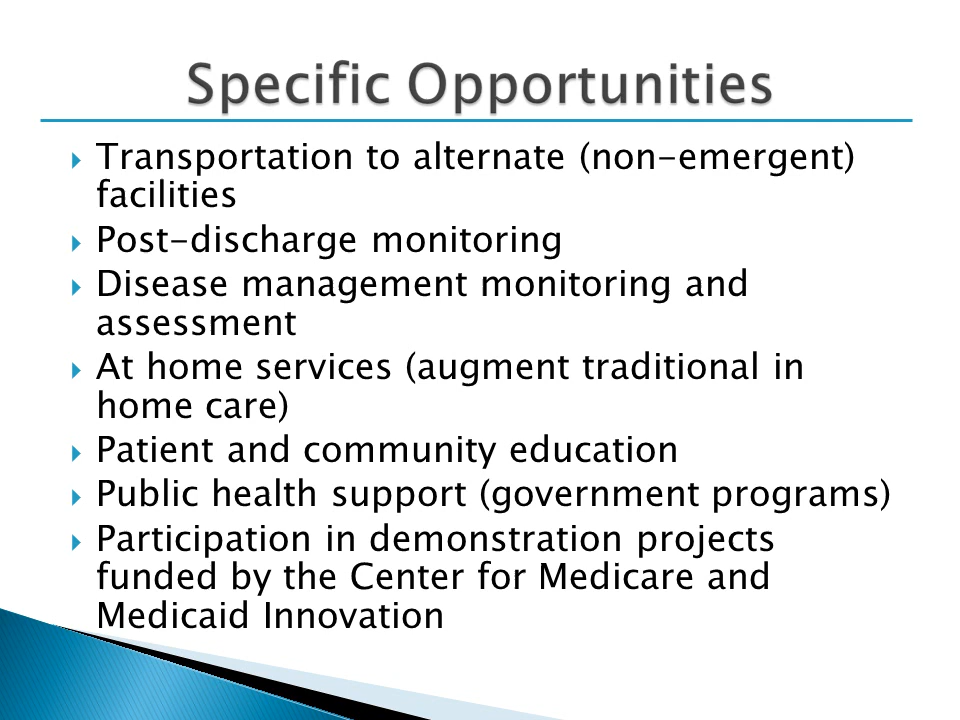 Specific Opportunities
Transportation to alternate (non-emergent)
facilities
Post-discharge monitoring
Disease management monitoring and
assessment
At home services (augment traditional in
home care)
Patient and community education
Public health support (government programs)
Participation in demonstration projects
funded by the Center for Medicare and
Medicaid Innovation